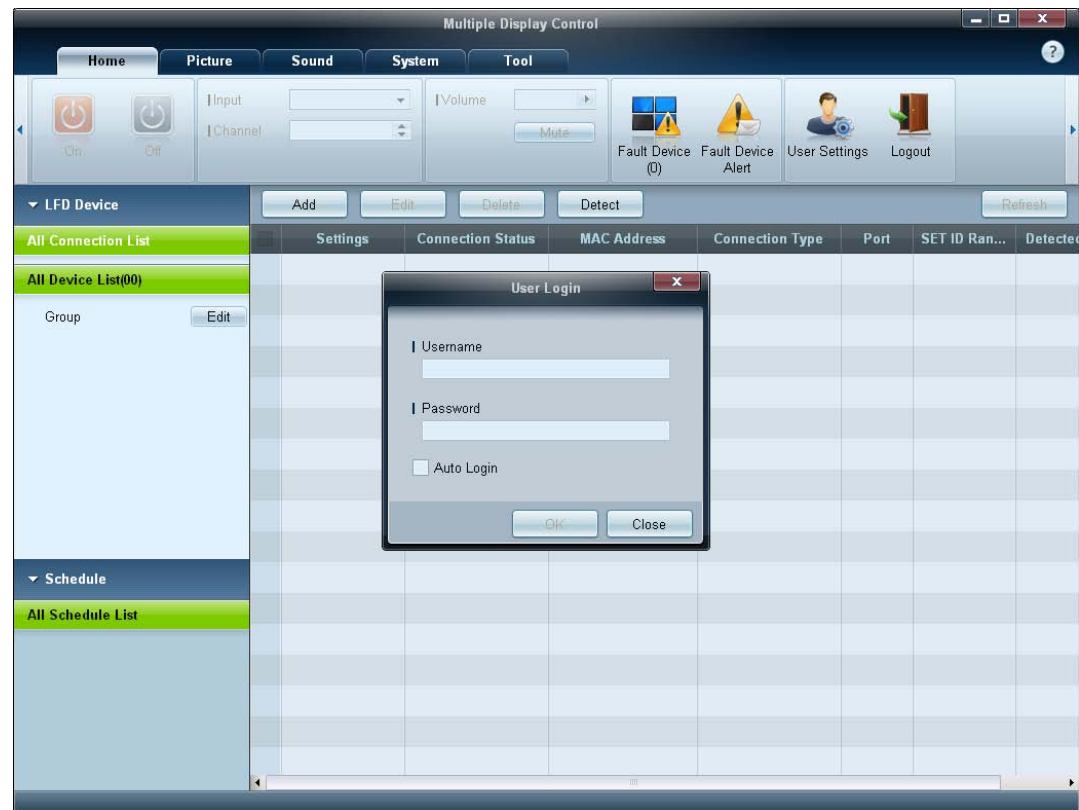 Multiple Display Control
Home Picture Sound System Tool
Input
Channel
Volume
Mute
On Off
Fault Device (0)
Fault Device Alert
User Settings
Logout
LFD Device
Add Edit Delete Detect Refresh
All Connection List
Settings Connection Status MAC Address Connection Type Port SET ID Ran... Detected
All Device List(00)
Group Edit
User Login
Username
Password
Auto Login
OK Close
Schedule
All Schedule List